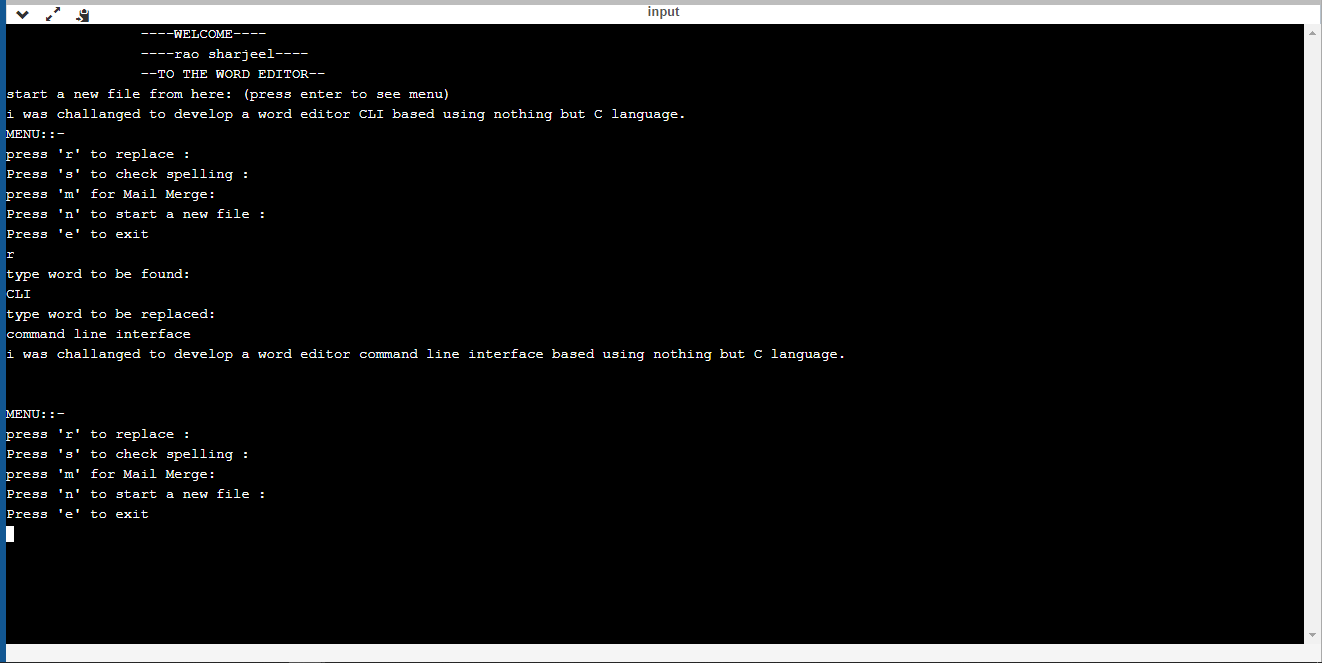 input
----WELCOME----
----rao sharjeel----
--TO THE WORD EDITOR--
start a new file from here: (press enter to see menu)
i was challanged to develop a word editor CLI based using nothing but C language.
MENU::-
press 'r' to replace :
Press 's' to check spelling :
press 'm' for Mail Merge:
Press 'n' to start a new file :
Press 'e' to exit
r
type word to be found:
CLI
type word to be replaced:
command line interface
i was challanged to develop a word editor command line interface based using nothing but C language.
MENU::-
press 'r' to replace :
Press 's' to check spelling :
press 'm' for Mail Merge:
Press 'n' to start a new file :
Press 'e' to exit